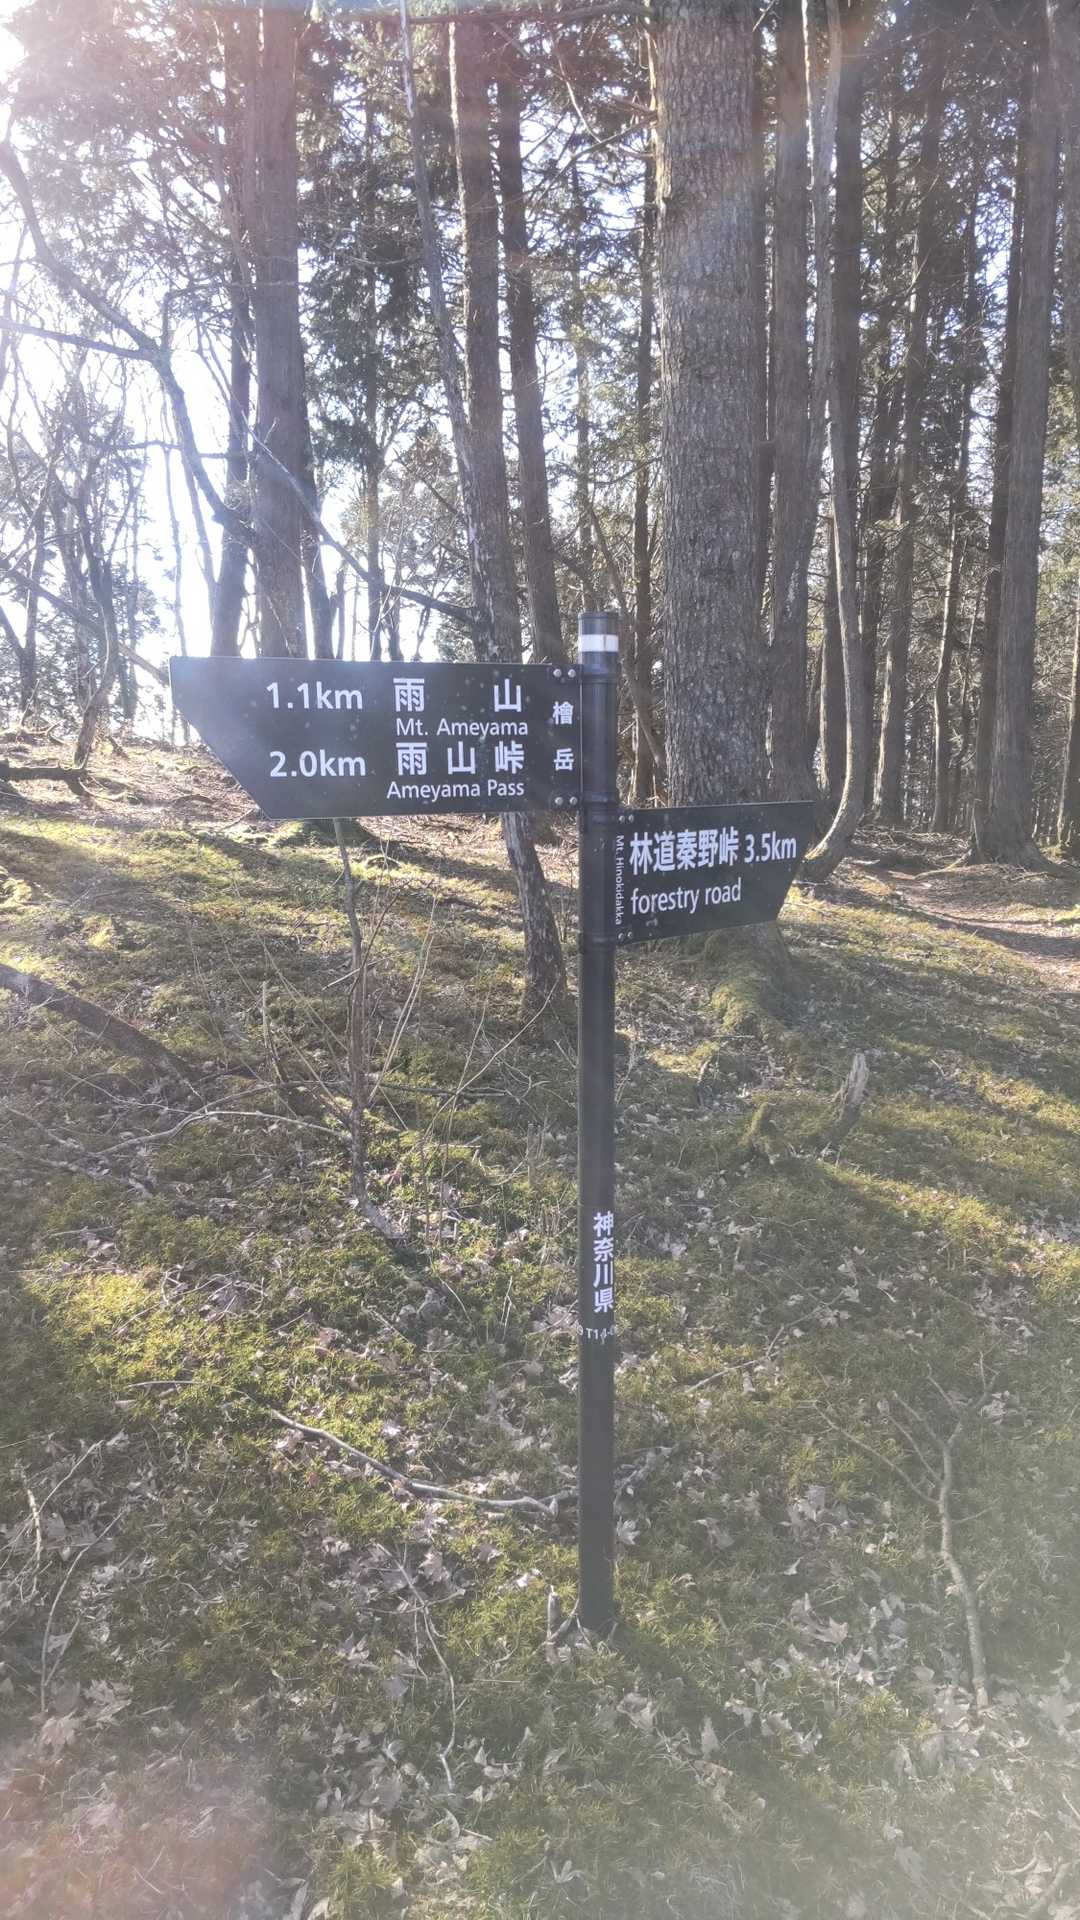 1.1km 雨山
Mt. Ameyama
2.0km 雨山峠
Ameyama Pass
檜岳
Mt. Hinokidakka
林道秦野峠 3.5km
forestry road
神奈川県